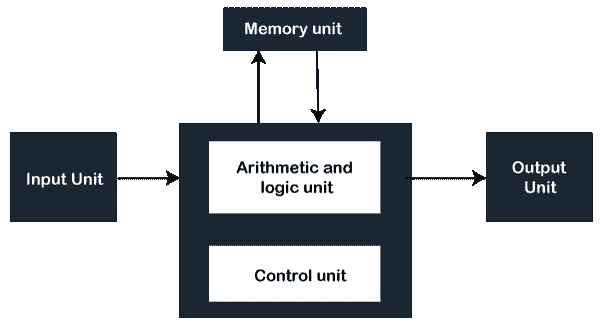 Memory unit
Input Unit
Arithmetic and
logic unit
Output
Unit
Control unit